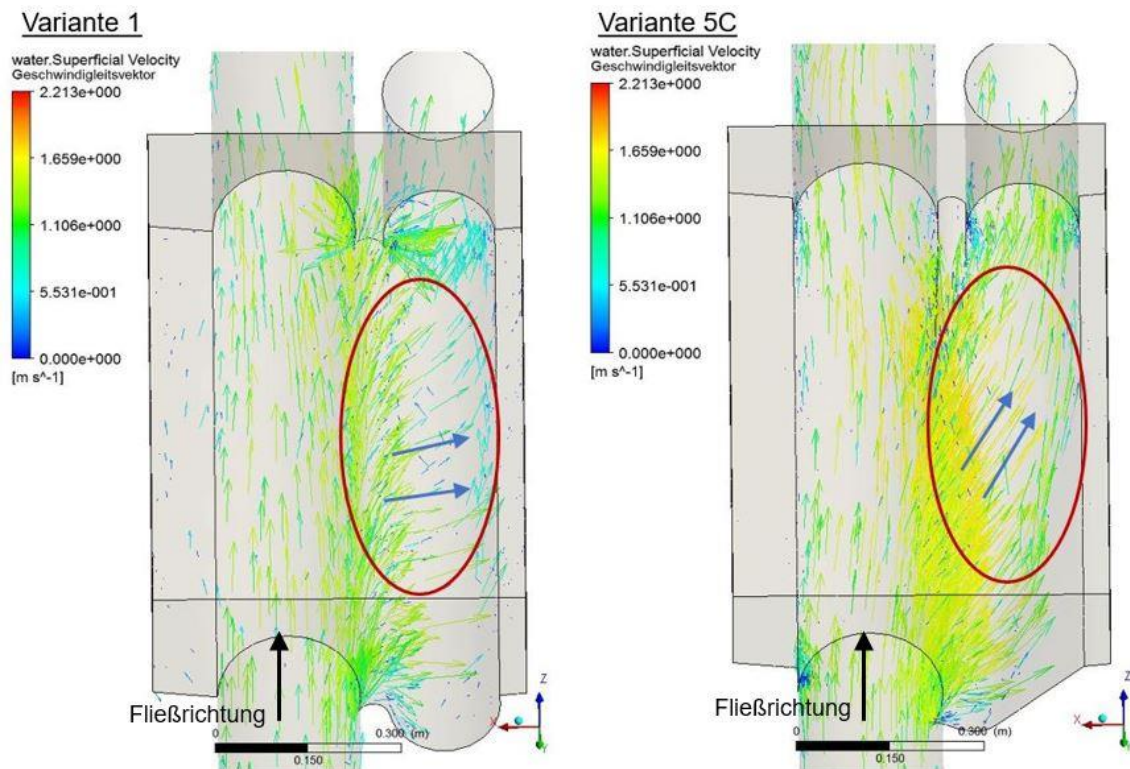 Variante 1
water.Superficial Velocity
Geschwindigleitsvektor
2.213e+000
1.659e+000
1.106e+000
5.531e-001
0.000e+000
[m s^-1]
Fließrichtung
0
0.300 (m)
0.150
X
Z
Y
Variante 5C
water.Superficial Velocity
Geschwindigleitsvektor
2.213e+000
1.659e+000
1.106e+000
5.531e-001
0.000e+000
[m s^-1]
Fließrichtung
0
0.300 (m)
0.150
X
Z
Y